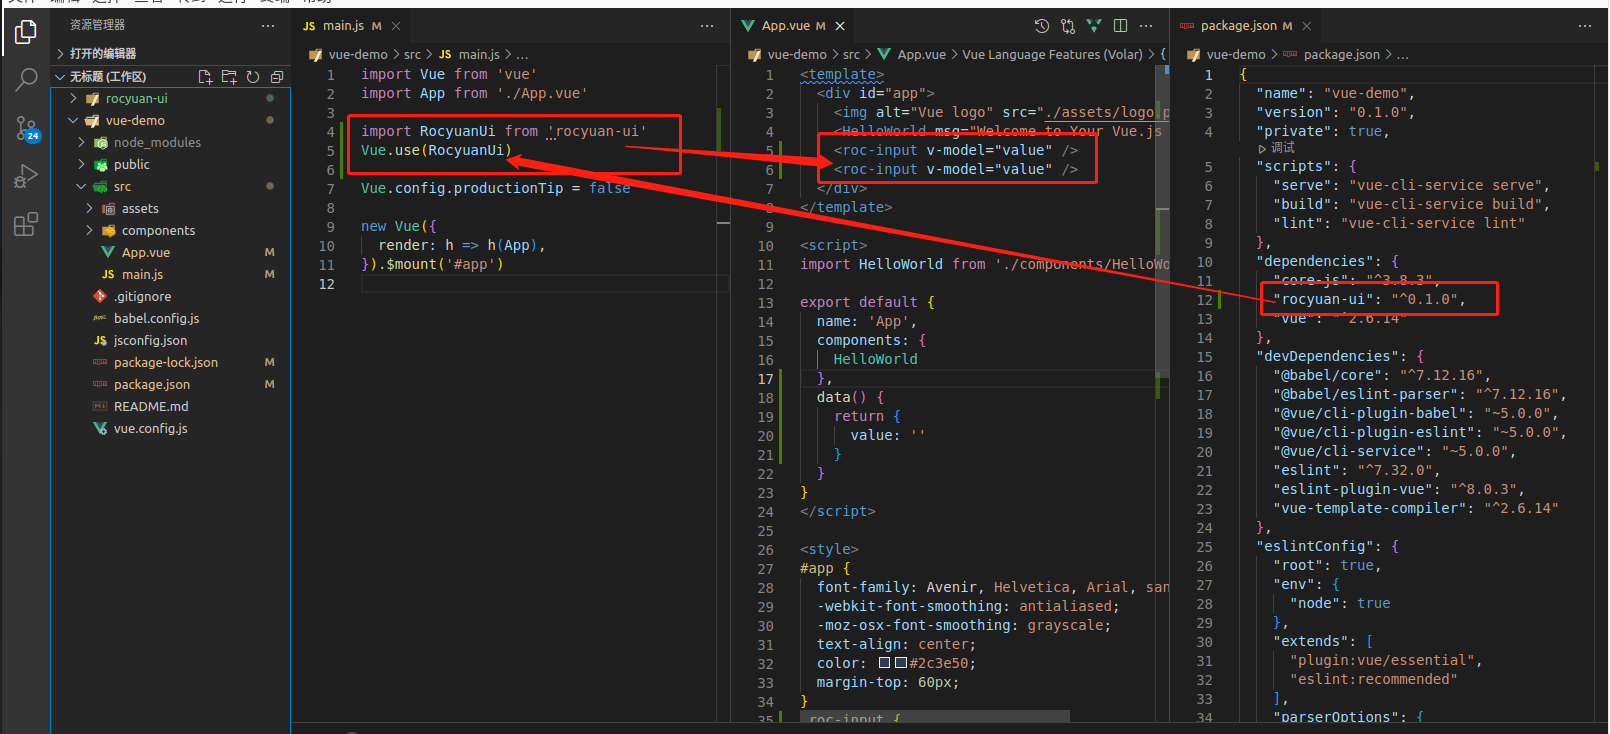 资源管理器
打开的编辑器
无标题 (工作区)
rocyuan-ui
vue-demo
node_modules
public
src
assets
components
App.vue M
main.js M
.gitignore
babel.config.js
jsconfig.json
package-lock.json M
package.json M
README.md
vue.config.js
24
JS main.js M
vue-demo > src > JS main.js > ...
1 import Vue from 'vue'
2 import App from './App.vue'
3
4 import RocyuanUi from 'rocyuan-ui'
5 Vue.use(RocyuanUi)
6
7 Vue.config.productionTip = false
8
9 new Vue({
10 render: h => h(App),
11 }).$mount('#app')
12
App.vue M
vue-demo > src > App.vue > Vue Language Features (Volar) > {
1 <template>
2 <div id="app">
3 <img alt="Vue logo" src="./assets/logo.p
4 <HelloWorld msg="Welcome to Your Vue.js
5 <roc-input v-model="value" />
6 <roc-input v-model="value" />
7 </div>
8 </template>
9
10 <script>
11 import HelloWorld from './components/HelloWo
12
13 export default {
14 name: 'App',
15 components: {
16 HelloWorld
17 },
18 data() {
19 return {
20 value: ''
21 }
22 }
23 }
24 </script>
25
26 <style>
27 #app {
28 font-family: Avenir, Helvetica, Arial, san
29 -webkit-font-smoothing: antialiased;
30 -moz-osx-font-smoothing: grayscale;
31 text-align: center;
32 color: #2c3e50;
33 margin-top: 60px;
34 }
35 roc-input {
package.json M
vue-demo > package.json > ...
1 {
2 "name": "vue-demo",
3 "version": "0.1.0",
4 "private": true,
调试
5 "scripts": {
6 "serve": "vue-cli-service serve",
7 "build": "vue-cli-service build",
8 "lint": "vue-cli-service lint"
9 },
10 "dependencies": {
11 "core-js": "^3.8.3",
12 "rocyuan-ui": "^0.1.0",
13 "vue": "^2.6.14"
14 },
15 "devDependencies": {
16 "@babel/core": "^7.12.16",
17 "@babel/eslint-parser": "^7.12.16",
18 "@vue/cli-plugin-babel": "~5.0.0",
19 "@vue/cli-plugin-eslint": "~5.0.0",
20 "@vue/cli-service": "~5.0.0",
21 "eslint": "^7.32.0",
22 "eslint-plugin-vue": "^8.0.3",
23 "vue-template-compiler": "^2.6.14"
24 },
25 "eslintConfig": {
26 "root": true,
27 "env": {
28 "node": true
29 },
30 "extends": [
31 "plugin:vue/essential",
32 "eslint:recommended"
33 ],
34 "parserOptions": {